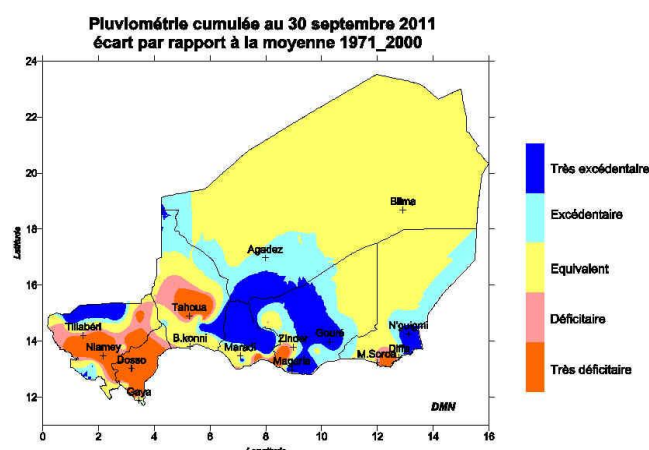 Pluviométrie cumulée au 30 septembre 2011
écart par rapport à la moyenne 1971_2000
24
22
20
18
16
14
12
Latitude
Bilma
Agadez
Tahoua
Tillabéri
Niamey
Dosso
Gaya
B.konni
Maradi
Zinder
Magaria
Gouré
N'guigmi
Diffa
M.Soroa
DMN
0 2 4 6 8 10 12 14 16
Longitude
Très excédentaire
Excédentaire
Equivalent
Déficitaire
Très déficitaire